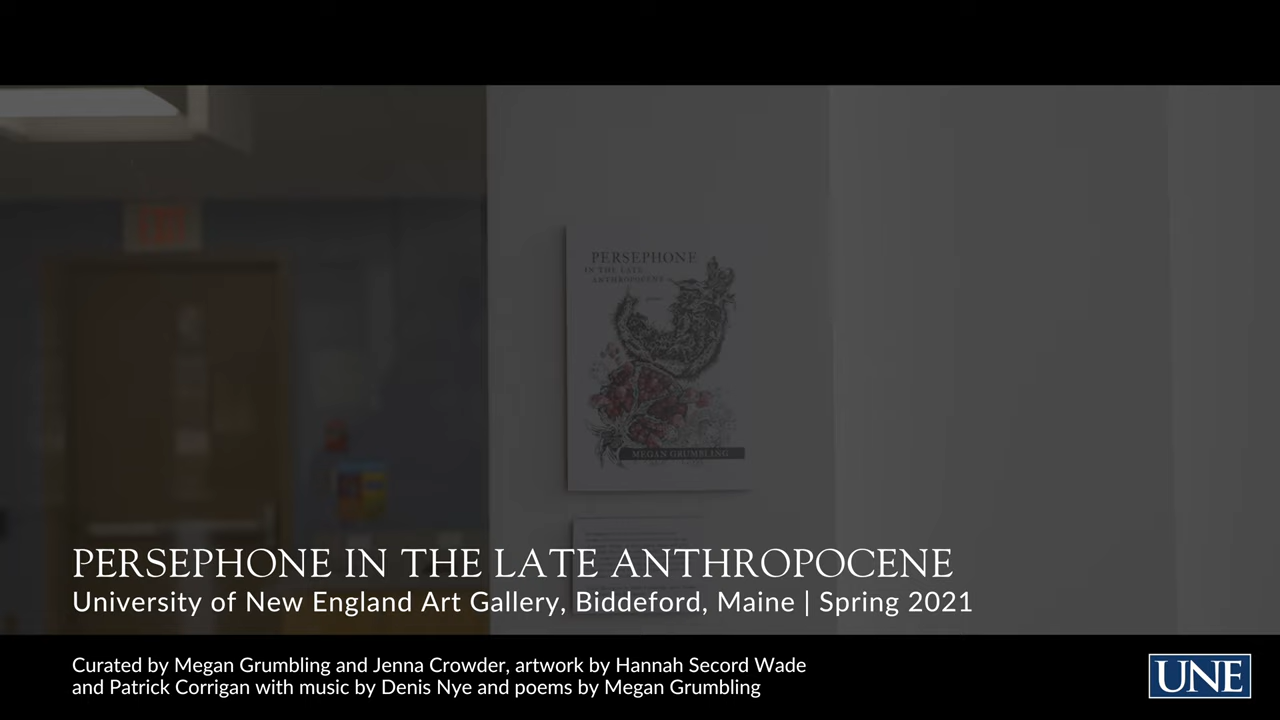 PERSEPHONE
IN THE LATE
ANTHROPOCENE
MEGAN GRUMBLING
PERSEPHONE IN THE LATE ANTHROPOCENE
University of New England Art Gallery, Biddeford, Maine | Spring 2021
Curated by Megan Grumbling and Jenna Crowder, artwork by Hannah Secord Wade
and Patrick Corrigan with music by Denis Nye and poems by Megan Grumbling
UNE